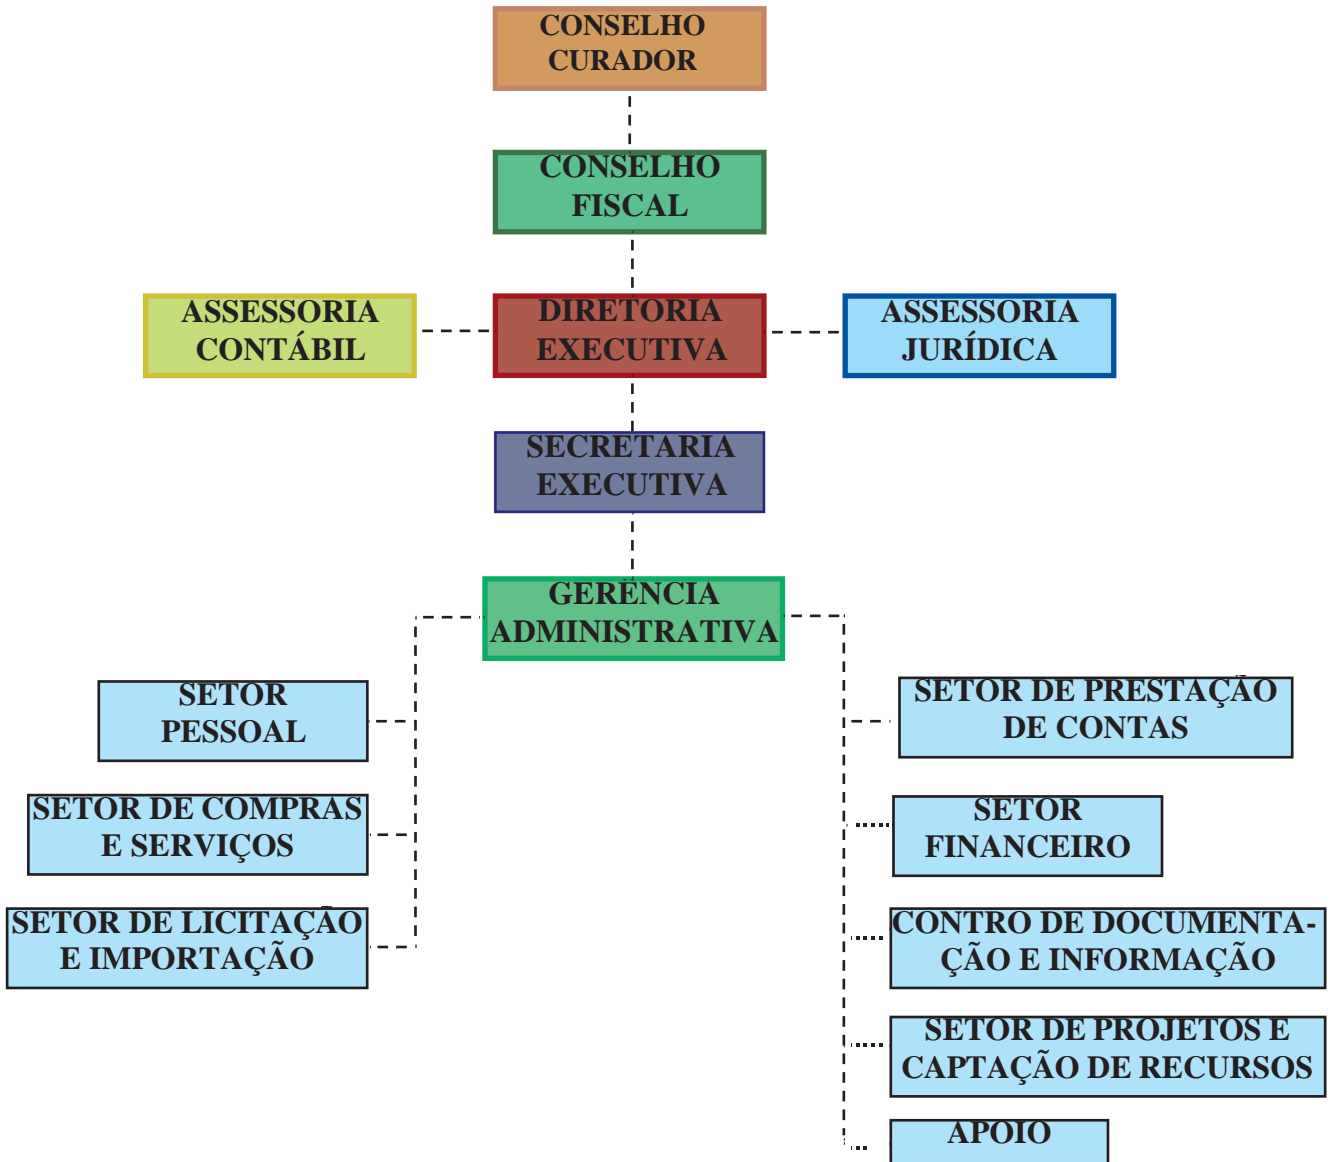 CONSELHO
CURADOR
CONSELHO
FISCAL
ASSESSORIA
CONTÁBIL
DIRETORIA
EXECUTIVA
ASSESSORIA
JURÍDICA
SECRETARIA
EXECUTIVA
GERÊNCIA
ADMINISTRATIVA
SETOR
PESSOAL
SETOR DE COMPRAS
E SERVIÇOS
SETOR DE LICITAÇÃO
E IMPORTAÇÃO
SETOR DE PRESTAÇÃO
DE CONTAS
SETOR
FINANCEIRO
CONTRO DE DOCUMENTA-
ÇÃO E INFORMAÇÃO
SETOR DE PROJETOS E
CAPTAÇÃO DE RECURSOS
APOIO